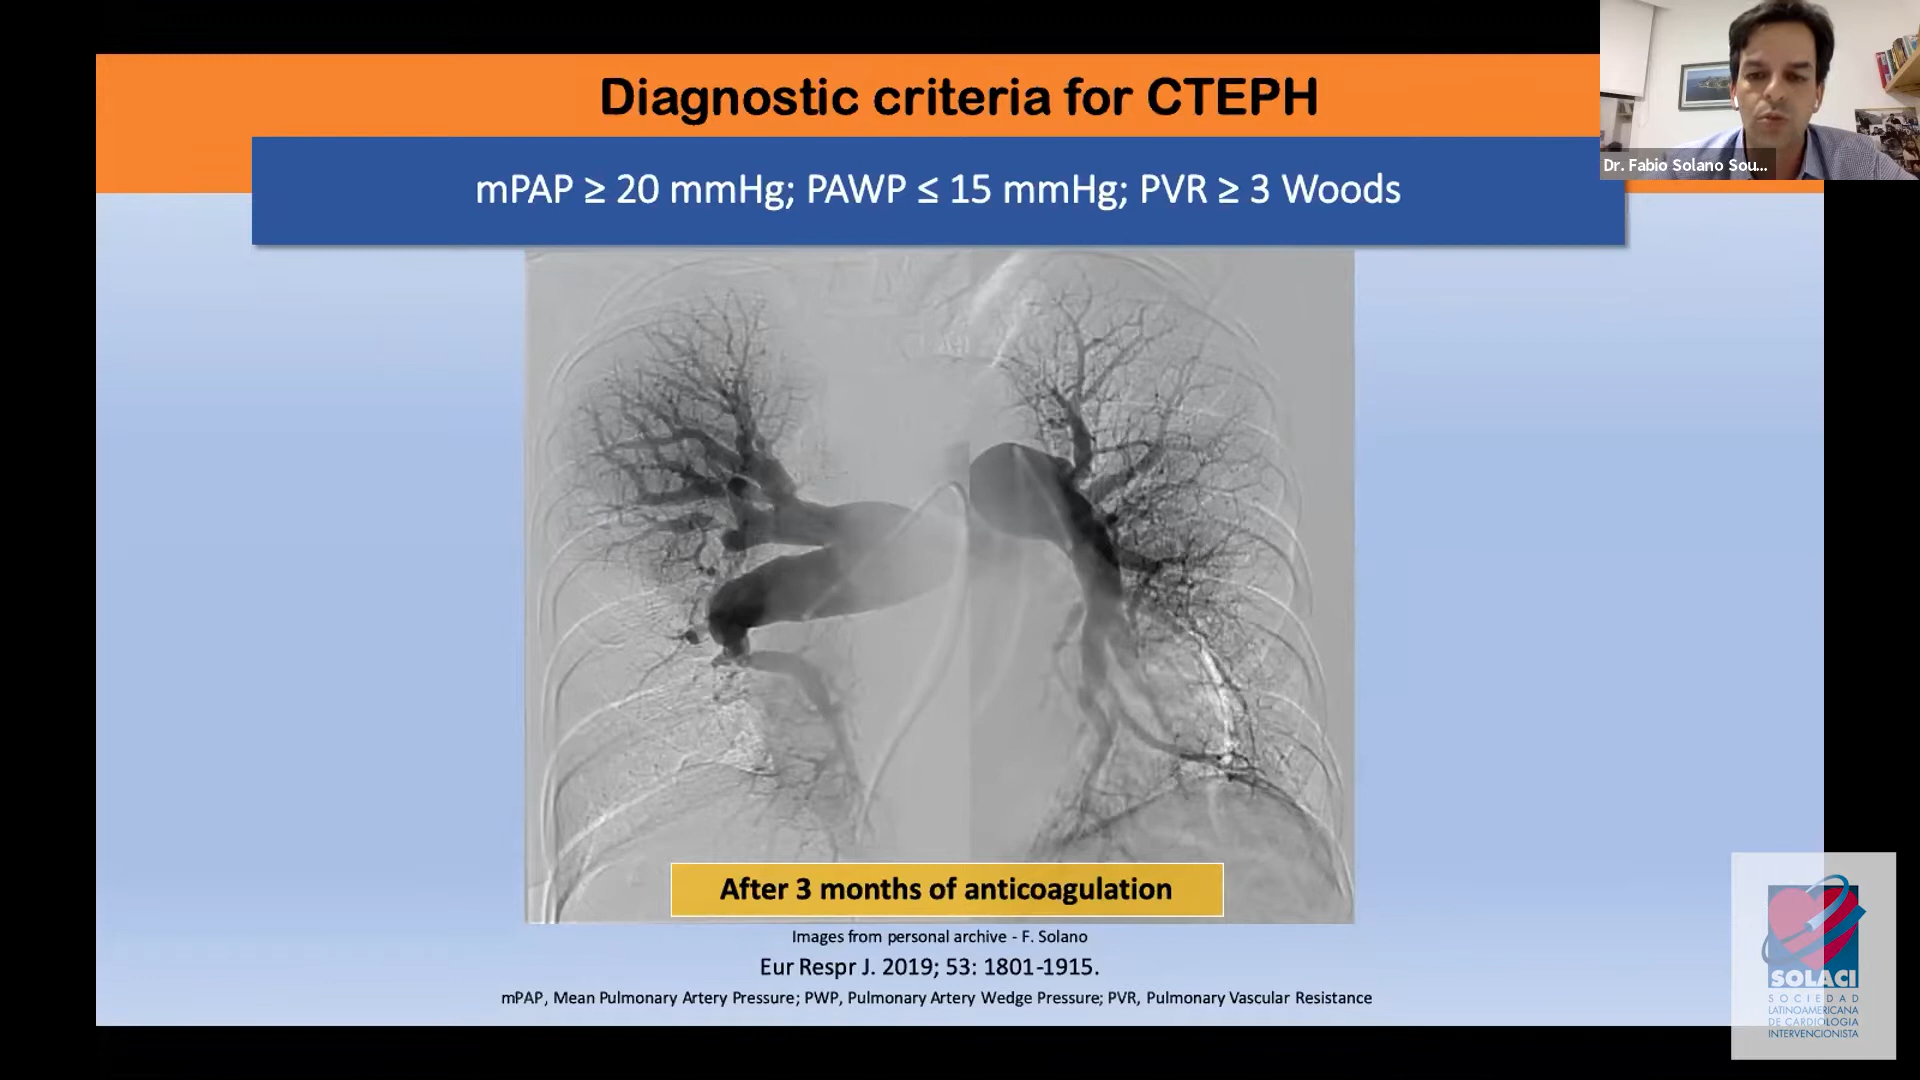 Diagnostic criteria for CTEPH
mPAP ≥ 20 mmHg; PAWP ≤ 15 mmHg; PVR ≥ 3 Woods
Dr. Fabio Solano Sou...
After 3 months of anticoagulation
Images from personal archive - F. Solano
Eur Respr J. 2019; 53: 1801-1915.
mPAP, Mean Pulmonary Artery Pressure; PWP, Pulmonary Artery Wedge Pressure; PVR, Pulmonary Vascular Resistance
SOLACI
SOCIEDAD
LATINOAMERICANA
DE CARDIOLOGIA
INTERVENCIONISTA